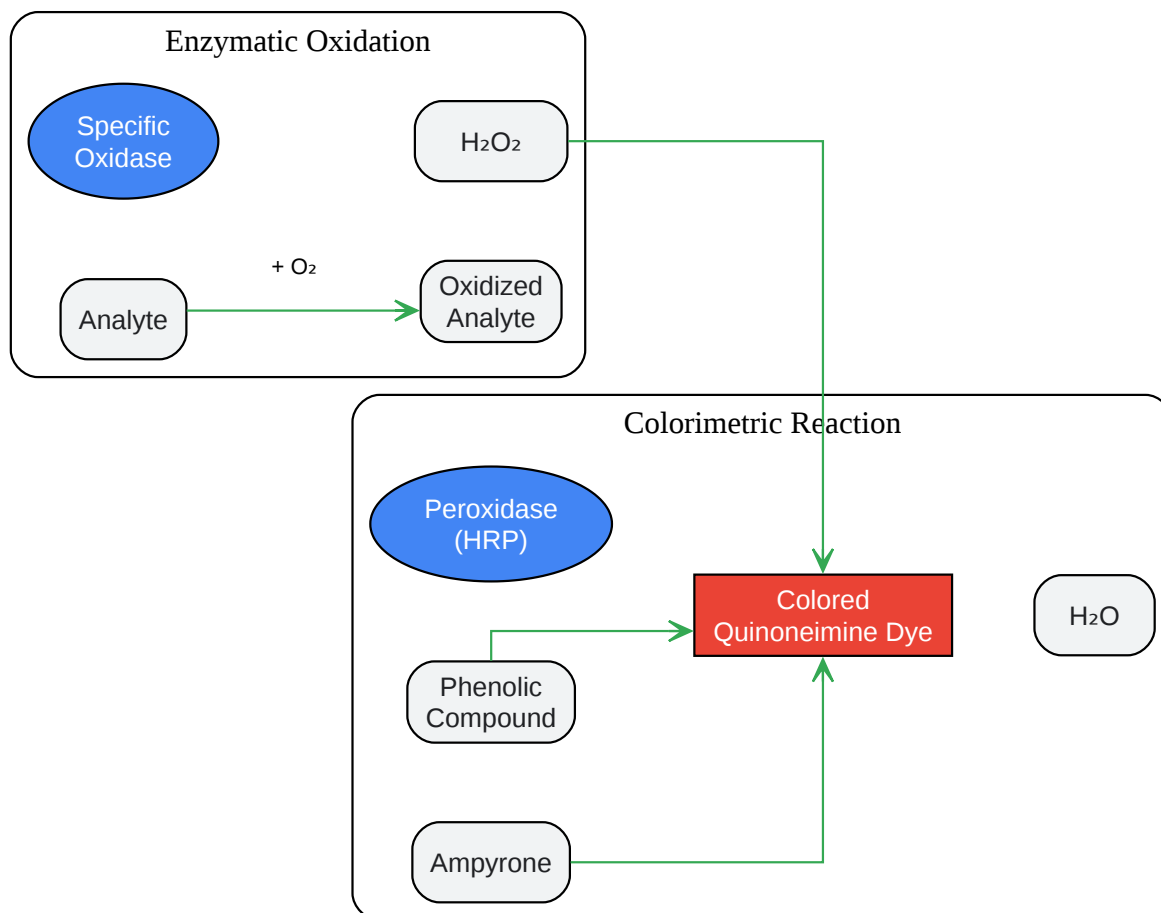 Enzymatic Oxidation
Specific
Oxidase
H₂O₂
+ O₂
Analyte
Oxidized
Analyte
Colorimetric Reaction
Peroxidase
(HRP)
Colored
Quinoneimine Dye
H₂O
Phenolic
Compound
Ampyrone